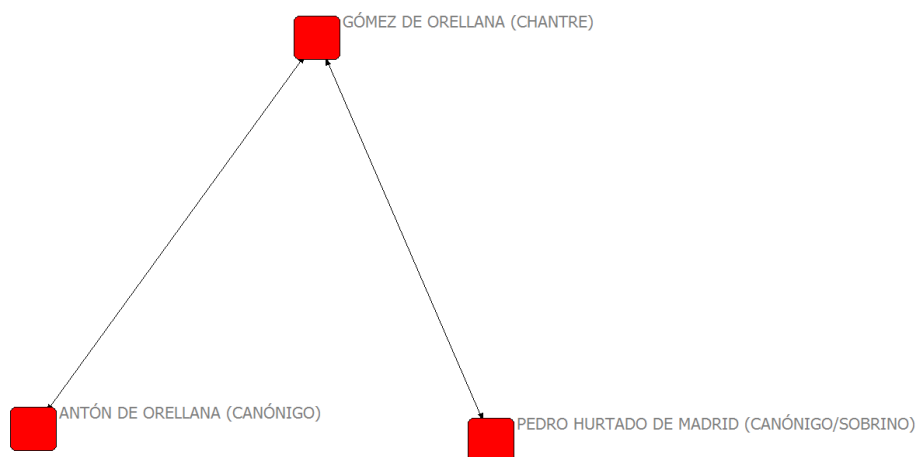 GÓMEZ DE ORELLANA (CHANTRE)
ANTÓN DE ORELLANA (CANÓNIGO)
PEDRO HURTADO DE MADRID (CANÓNIGO/SOBRINO)